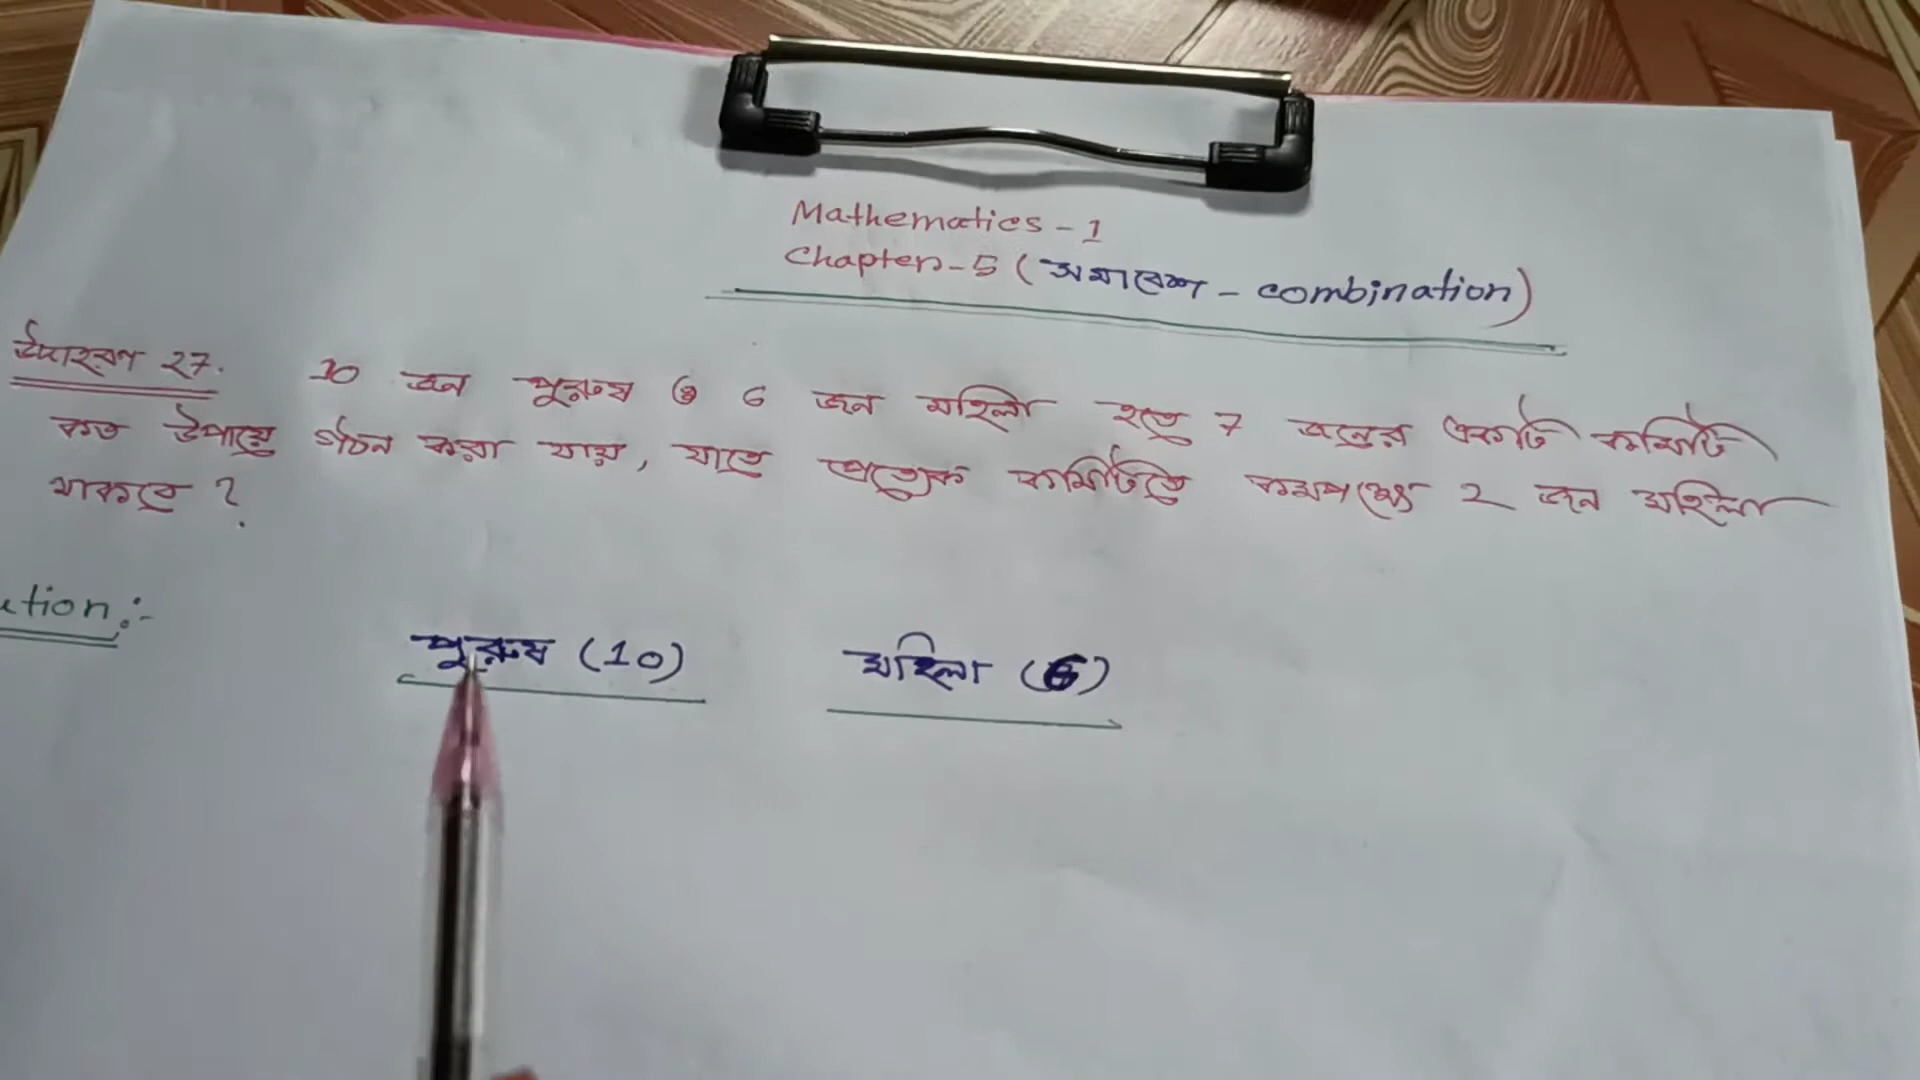 Mathematics - 1
Chapter - 5 (সমাবেশ - combination)
উদাহরণ 27. 10 জন পুরুষ ও 6 জন মহিলা হতে 7 জনের একটি কমিটি
কত উপায়ে গঠন করা যায়, যাতে প্রত্যেক কমিটিতে কমপক্ষে 2 জন মহিলা
থাকবে ?
ution :-
পুরুষ (10) মহিলা (6)